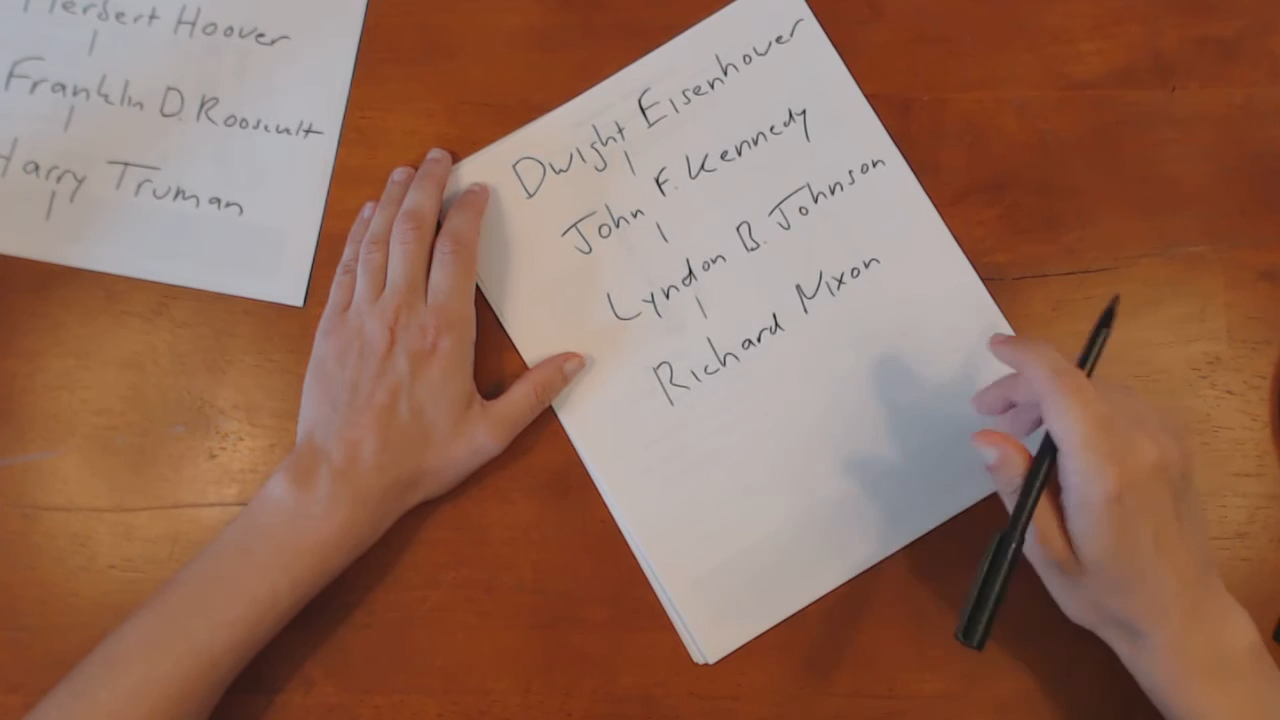 Herbert Hoover
Franklin D. Roosevelt
Harry Truman
Dwight Eisenhower
John F. Kennedy
Lyndon B. Johnson
Richard Nixon